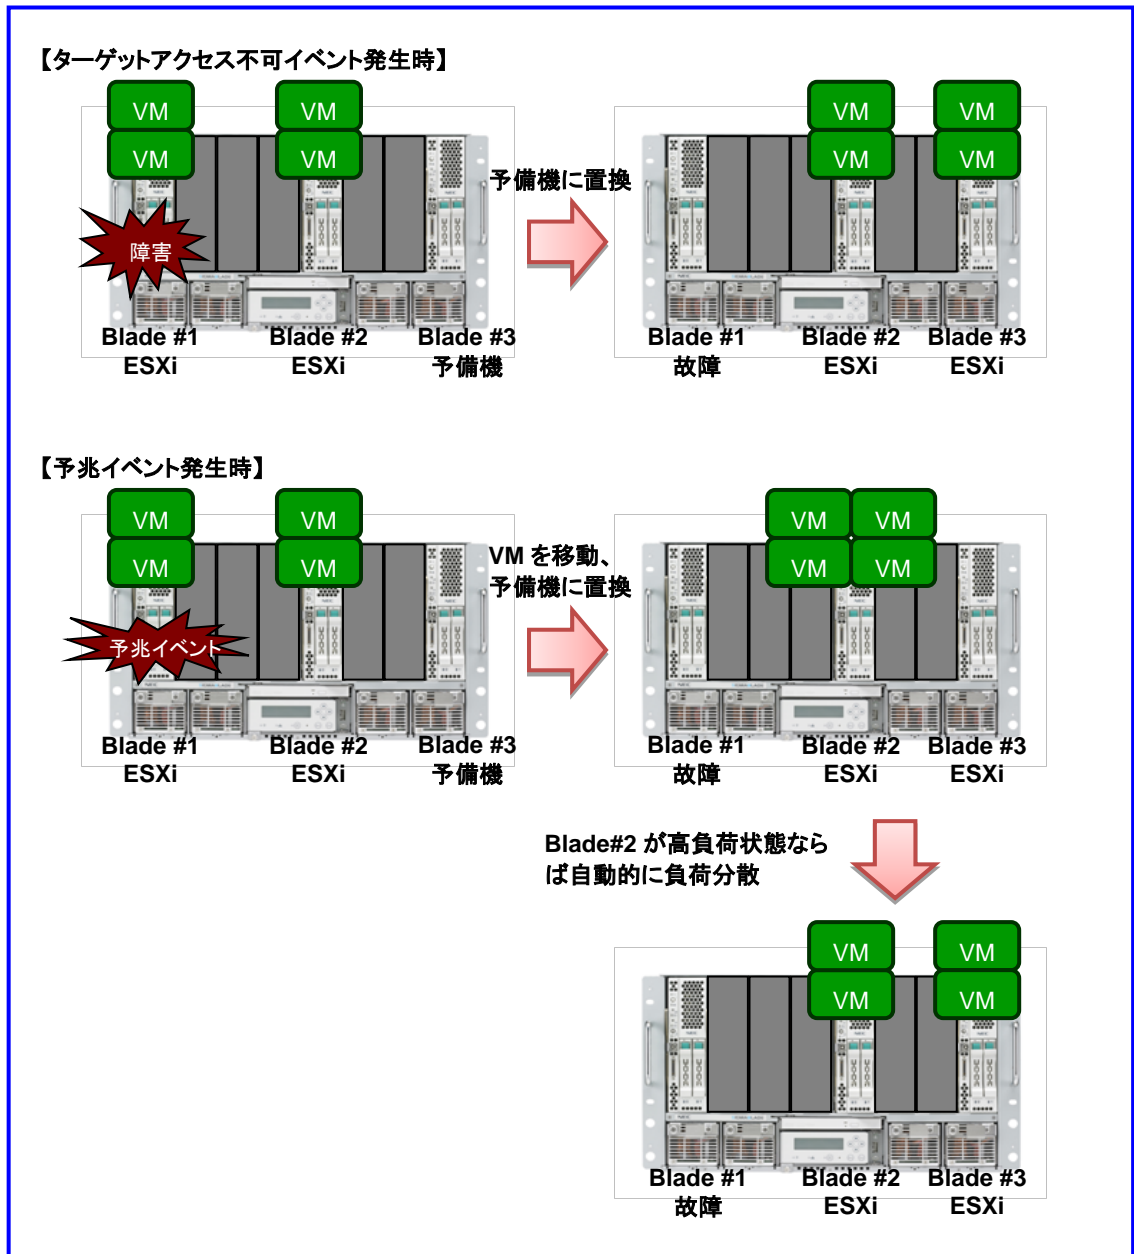 【ターゲットアクセス不可イベント発生時】
VM
VM
VM
VM
VM
VM
VM
VM
障害
予備機に置換
Blade #1
ESXi
Blade #2
ESXi
Blade #3
予備機
Blade #1
故障
Blade #2
ESXi
Blade #3
ESXi
【予兆イベント発生時】
VM
VM
VM
VM
VM
VM
VM
VM
予兆イベント
VM を移動、
予備機に置換
Blade #1
ESXi
Blade #2
ESXi
Blade #3
予備機
Blade #1
故障
Blade #2
ESXi
Blade #3
ESXi
Blade#2 が高負荷状態なら
ば自動的に負荷分散
VM
VM
VM
VM
Blade #1
故障
Blade #2
ESXi
Blade #3
ESXi